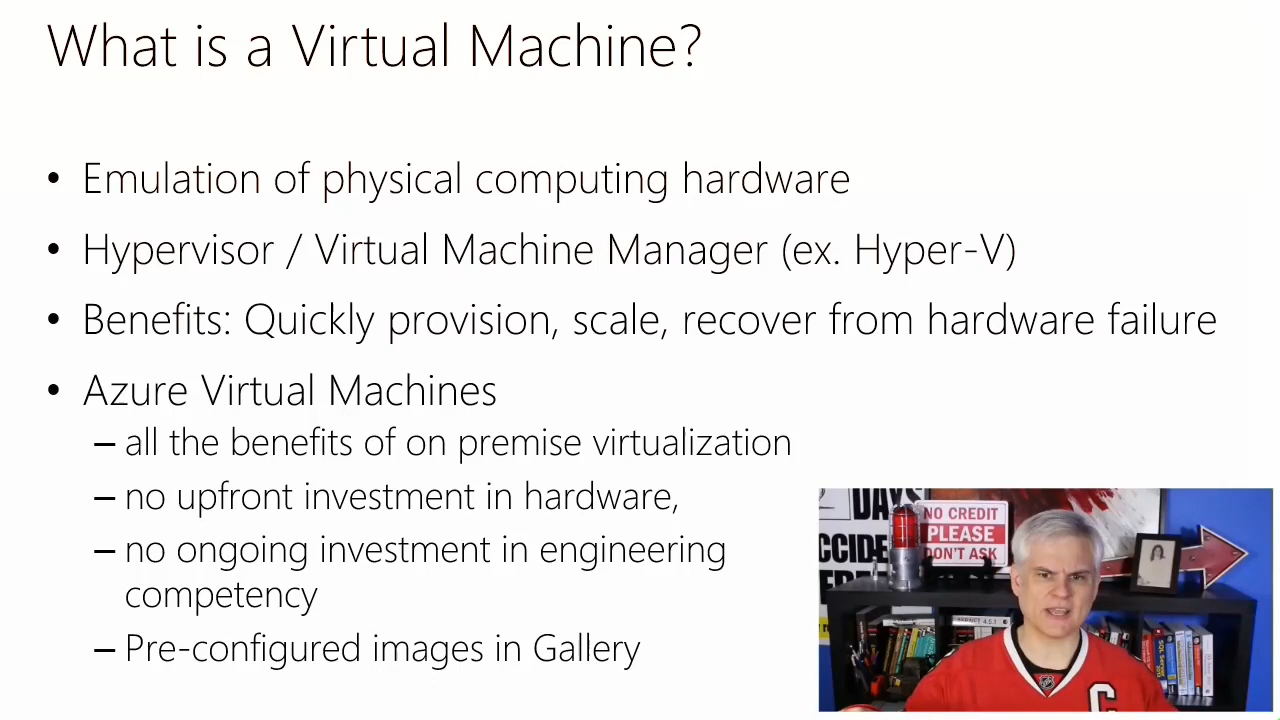 What is a Virtual Machine?
• Emulation of physical computing hardware
• Hypervisor / Virtual Machine Manager (ex. Hyper-V)
• Benefits: Quickly provision, scale, recover from hardware failure
• Azure Virtual Machines
– all the benefits of on premise virtualization
– no upfront investment in hardware,
– no ongoing investment in engineering
competency
– Pre-configured images in Gallery
DAYS
NO CREDIT
PLEASE
DON'T ASK
CCIDE
C